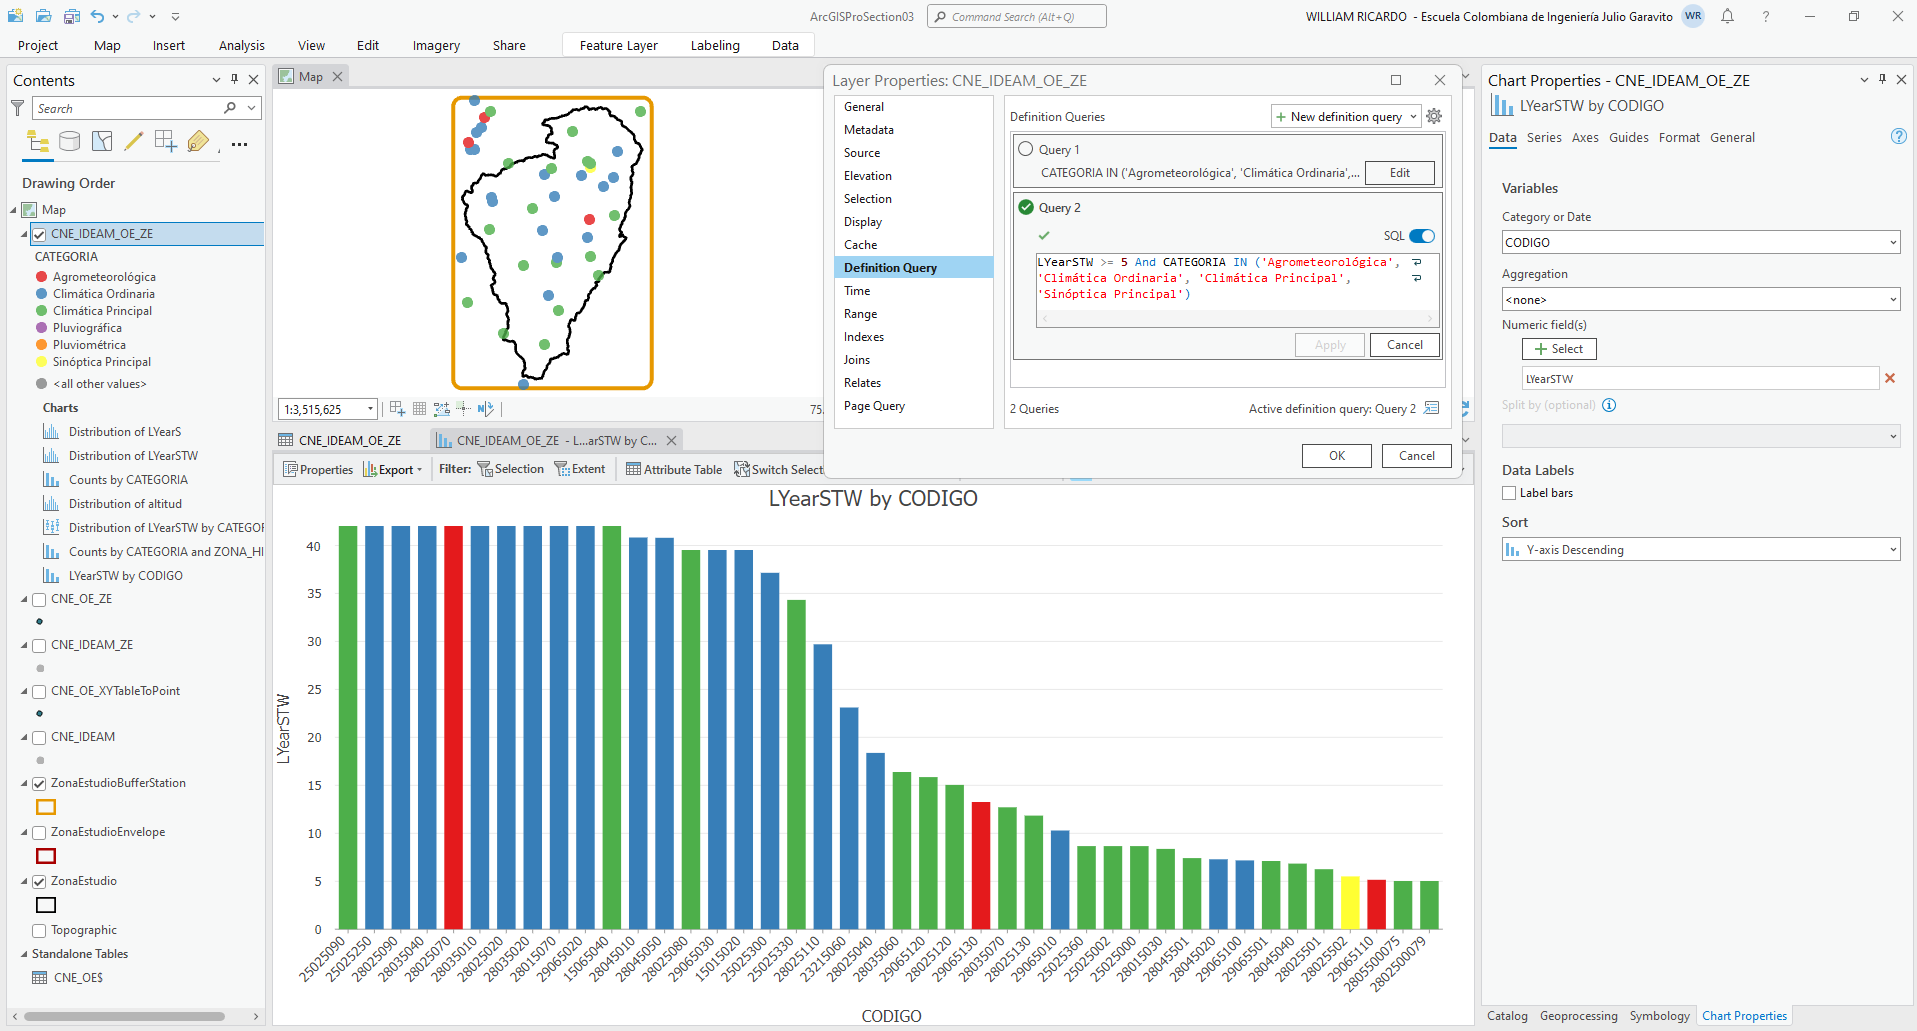 ArcGISProSection03
Command Search (Alt+Q)
WILLIAM RICARDO - Escuela Colombiana de Ingeniería Julio Garavito
WR
?
Project
Map
Insert
Analysis
View
Edit
Imagery
Share
Feature Layer
Labeling
Data
Contents
Search
Drawing Order
Map
CNE_IDEAM_OE_ZE
CATEGORIA
Agrometeorológica
Climática Ordinaria
Climática Principal
Pluviográfica
Pluviométrica
Sinóptica Principal
<all other values>
Charts
Distribution of LYearS
Distribution of LYearSTW
Counts by CATEGORIA
Distribution of altitud
Distribution of LYearSTW by CATEGOR
Counts by CATEGORIA and ZONA_HI
LYearSTW by CODIGO
CNE_OE_ZE
CNE_IDEAM_ZE
CNE_OE_XYTableToPoint
CNE_IDEAM
ZonaEstudioBufferStation
ZonaEstudioEnvelope
ZonaEstudio
Topographic
Standalone Tables
CNE_OE$
Map
1:3,515,625
75.
Layer Properties: CNE_IDEAM_OE_ZE
General
Metadata
Source
Elevation
Selection
Display
Cache
Definition Query
Time
Range
Indexes
Joins
Relates
Page Query
Definition Queries
New definition query
Query 1
CATEGORIA IN ('Agrometeorológica', 'Climática Ordinaria',...
Edit
Query 2
SQL
LYearSTW >= 5 And CATEGORIA IN ('Agrometeorológica',
'Climática Ordinaria', 'Climática Principal',
'Sinóptica Principal')
Apply
Cancel
2 Queries
Active definition query: Query 2
OK
Cancel
CNE_IDEAM_OE_ZE
CNE_IDEAM_OE_ZE - L...arSTW by C...
Properties
Export
Filter:
Selection
Extent
Attribute Table
Switch Select
LYearSTW by CODIGO
LYearSTW
40
35
30
25
20
15
10
5
0
25025090
25025250
28025090
28035040
28025070
28035010
28025020
28035020
28015070
29065020
15065040
28045010
28045050
28025080
29065030
15015020
25025300
25025330
28025110
23215060
28025040
28035060
29065120
28025120
29065130
28035070
28025130
29065010
25025360
25025002
25025000
28015030
28045501
28045020
29065100
29065501
28045040
28025501
28025502
29065110
2805500075
2802500079
CODIGO
Chart Properties - CNE_IDEAM_OE_ZE
LYearSTW by CODIGO
Data
Series
Axes
Guides
Format
General
?
Variables
Category or Date
CODIGO
Aggregation
<none>
Numeric field(s)
Select
LYearSTW
Split by (optional)
Data Labels
Label bars
Sort
Y-axis Descending
Catalog
Geoprocessing
Symbology
Chart Properties